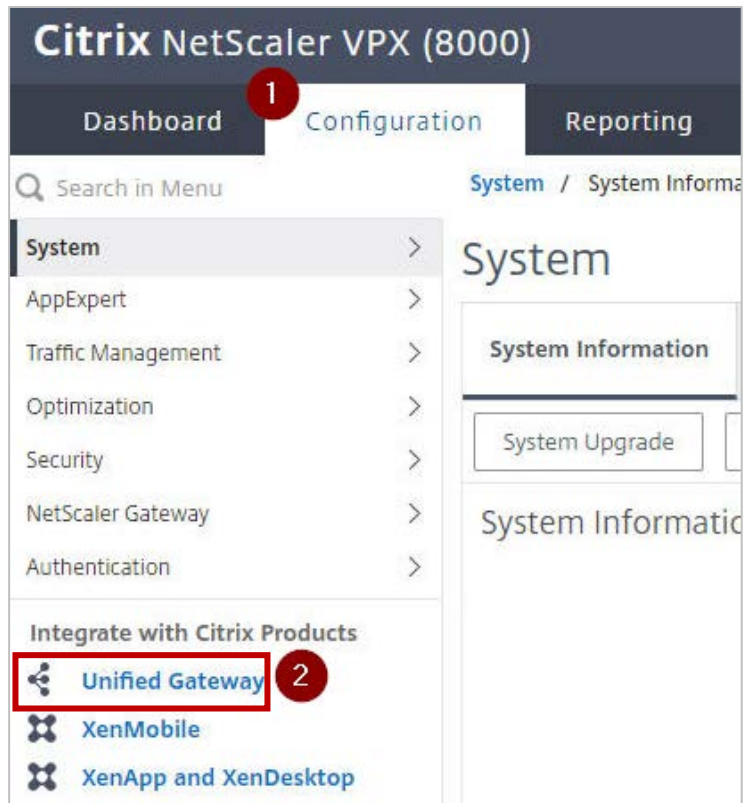 Citrix NetScaler VPX (8000)
1
Dashboard Configuration Reporting
Search in Menu
System / System Informa
System
System
AppExpert
Traffic Management
System Information
Optimization
System Upgrade
Security
NetScaler Gateway
System Informatic
Authentication
Integrate with Citrix Products
Unified Gateway 2
XenMobile
XenApp and XenDesktop